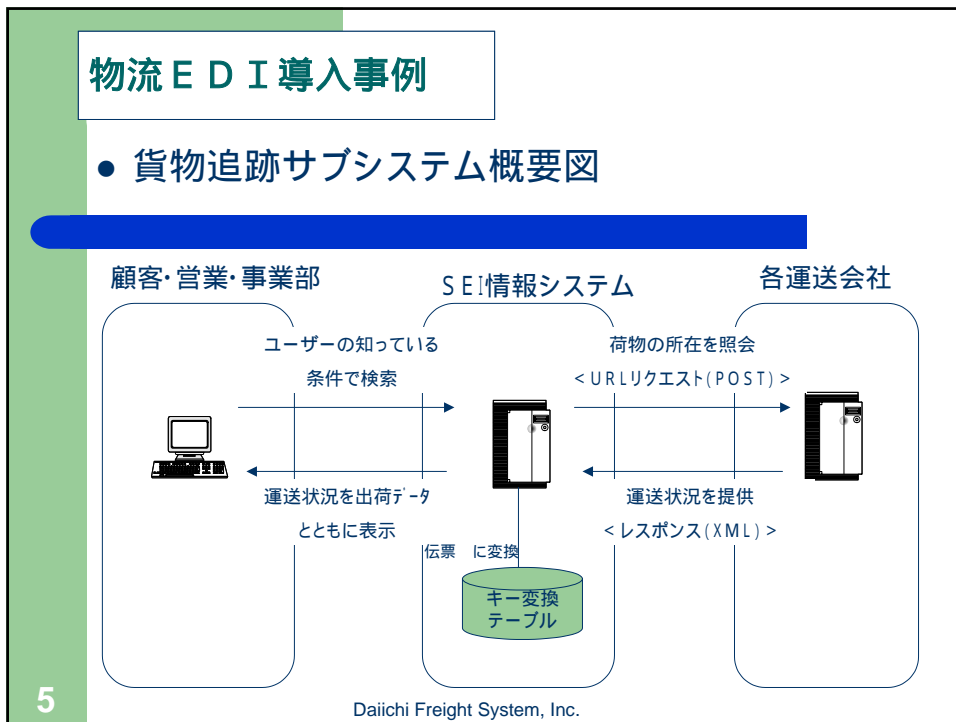 物流ＥＤＩ導入事例
● 貨物追跡サブシステム概要図
顧客・営業・事業部
ＳＥI情報システム
各運送会社
ユーザーの知っている
条件で検索
荷物の所在を照会
＜ＵＲＬリクエスト(ＰＯＳＴ)＞
運送状況を出荷ﾃﾞｰﾀ
とともに表示
運送状況を提供
＜レスポンス(ＸＭＬ)＞
伝票　に変換
キー変換
テーブル
5
Daiichi Freight System, Inc.